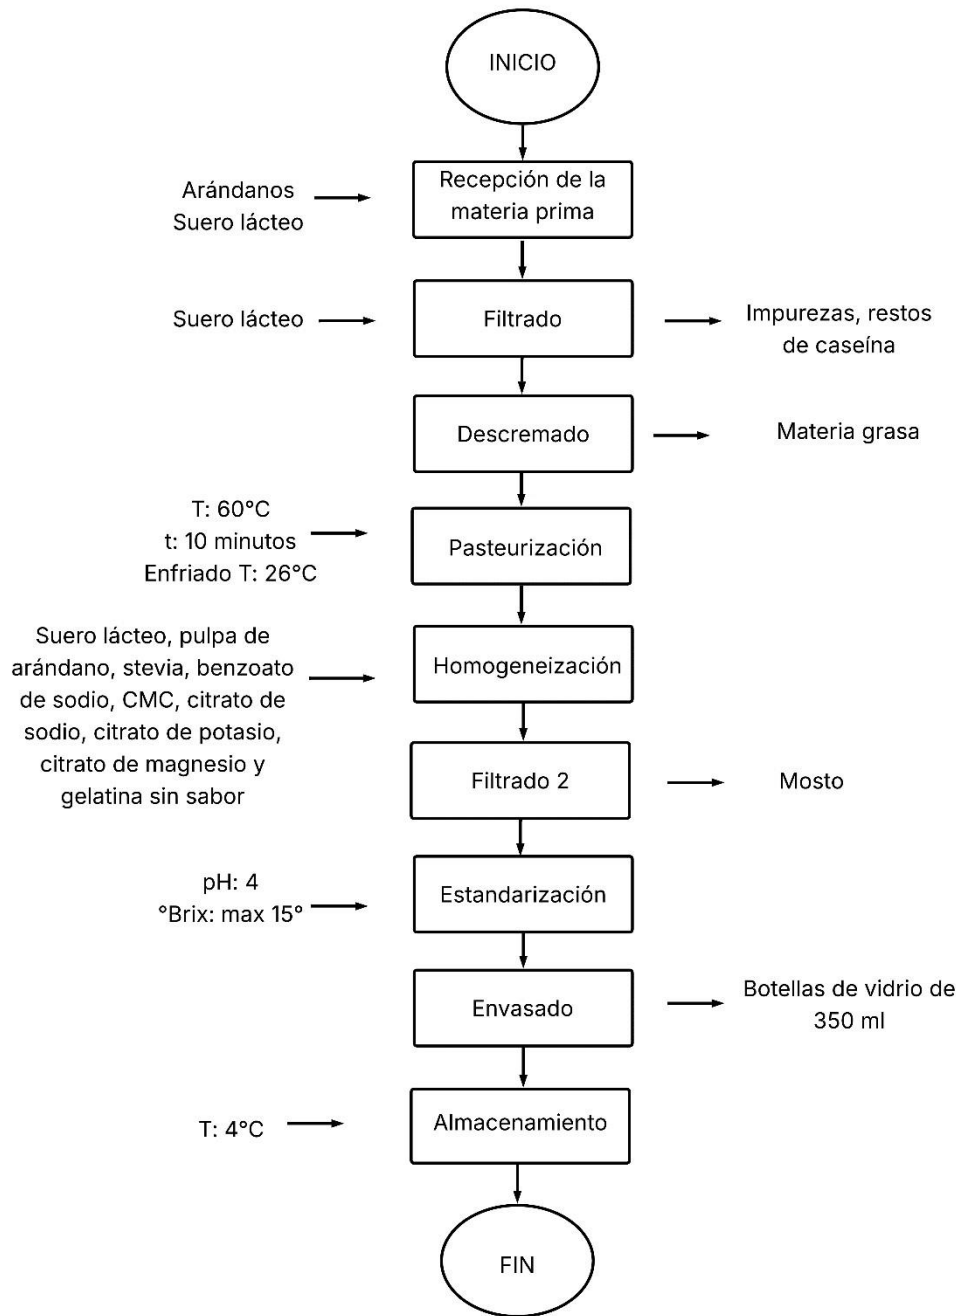 INICIO
Arándanos
Suero lácteo
Recepción de la
materia prima
Suero lácteo
Filtrado
Impurezas, restos
de caseína
Descremado
Materia grasa
T: 60°C
t: 10 minutos
Enfriado T: 26°C
Pasteurización
Suero lácteo, pulpa de
arándano, stevia, benzoato
de sodio, CMC, citrato de
sodio, citrato de potasio,
citrato de magnesio y
gelatina sin sabor
Homogeneización
Filtrado 2
Mosto
pH: 4
°Brix: max 15°
Estandarización
Envasado
Botellas de vidrio de
350 ml
T: 4°C
Almacenamiento
FIN